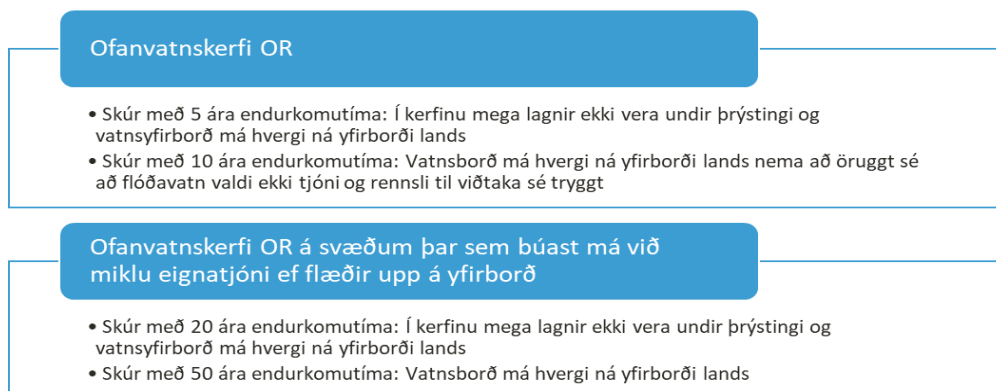 Ofanvatnskerfi OR
• Skúr með 5 ára endurkomutíma: Í kerfinu mega lagnir ekki vera undir þrýstingi og
vatnsyfirborð má hvergi ná yfirborði lands
• Skúr með 10 ára endurkomutíma: Vatnsborð má hvergi ná yfirborði lands nema að öruggt sé
að flóðavatn valdi ekki tjóni og rennsli til viðtaka sé tryggt
Ofanvatnskerfi OR á svæðum þar sem búast má við
miklu eignatjóni ef flæðir upp á yfirborð
• Skúr með 20 ára endurkomutíma: Í kerfinu mega lagnir ekki vera undir þrýstingi og
vatnsyfirborð má hvergi ná yfirborði lands
• Skúr með 50 ára endurkomutíma: Vatnsborð má hvergi ná yfirborði lands